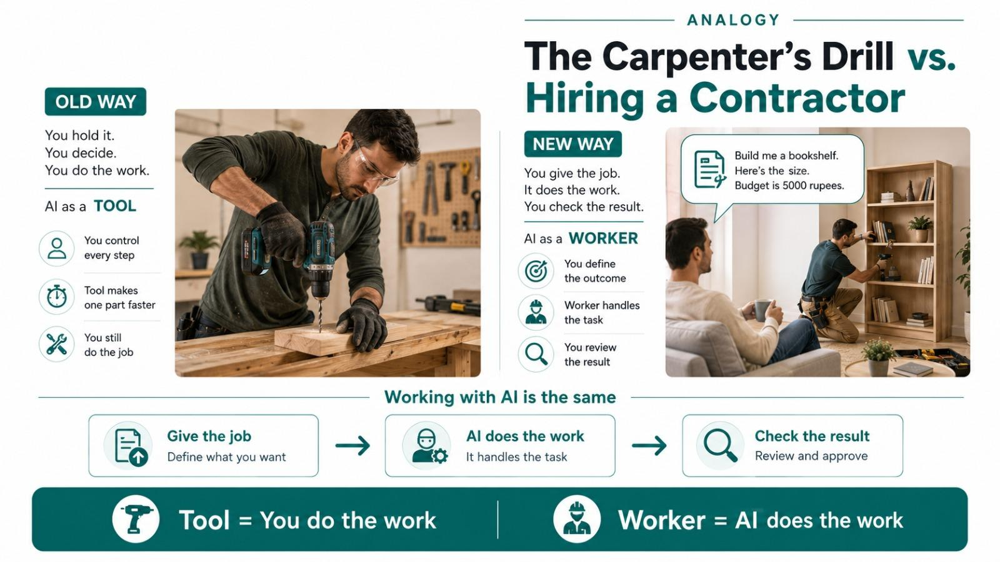 ANALOGY
The Carpenter's Drill vs.
Hiring a Contractor
OLD WAY
You hold it.
You decide.
You do the work.
AI as a TOOL
You control
every step
Tool makes
one part faster
You still
do the job
NEW WAY
You give the job.
It does the work.
You check the result.
AI as a WORKER
You define
the outcome
Worker handles
the task
You review
the result
Build me a bookshelf.
Here's the size.
Budget is 5000 rupees.
Working with AI is the same
Give the job
Define what you want
AI does the work
It handles the task
Check the result
Review and approve
Tool = You do the work
Worker = AI does the work